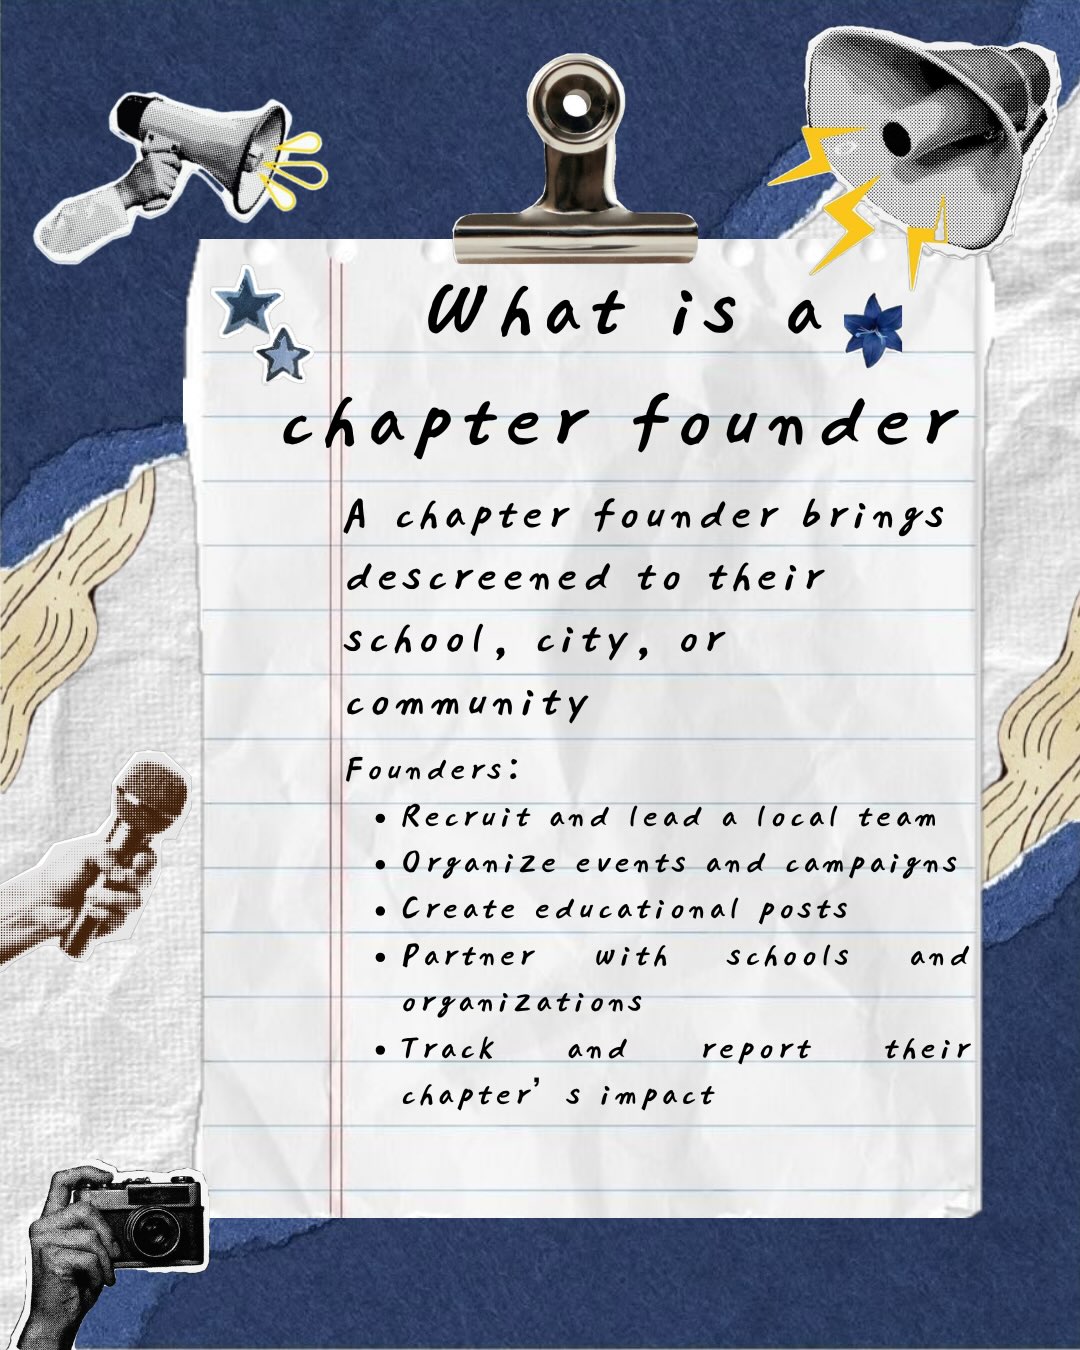 What is a
chapter founder
A chapter founder brings
descreened to their
school, city, or
community
Founders:
• Recruit and lead a local team
• Organize events and campaigns
• Create educational posts
• Partner with schools and
organizations
• Track and report their
chapter’s impact